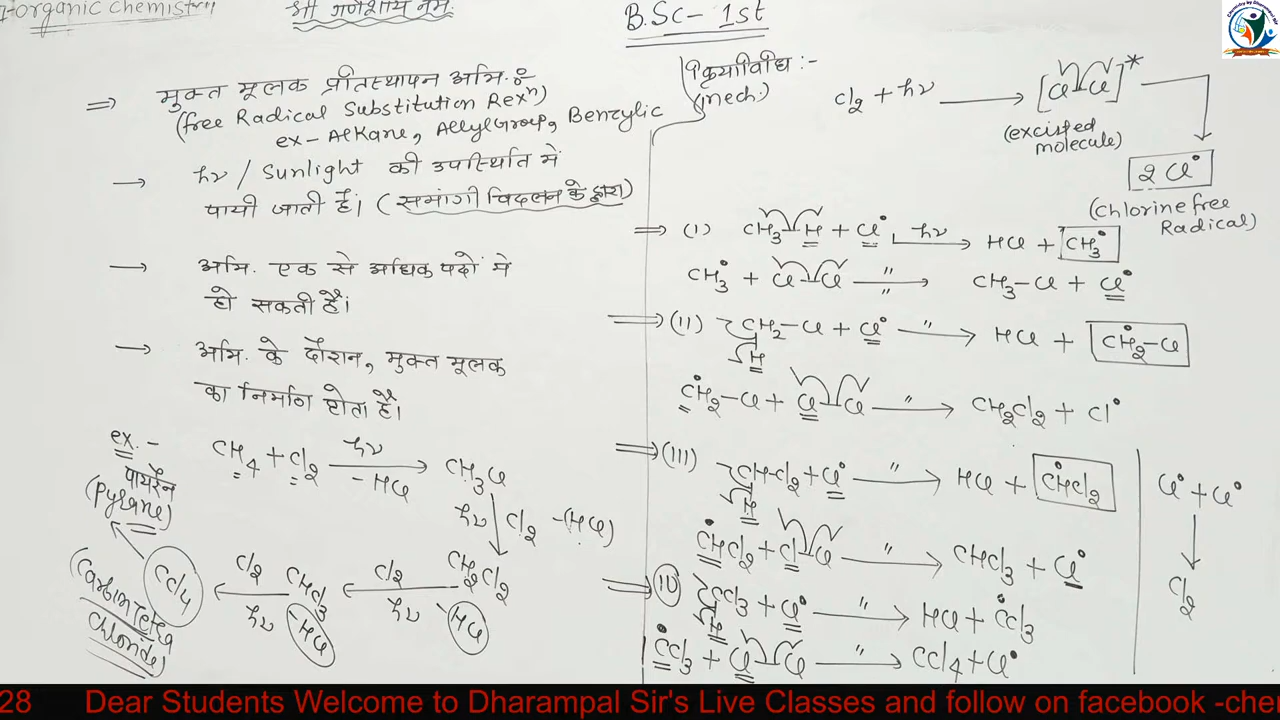 organic chemistry
श्री गणेशाय नमः
B.Sc- 1st
Chemistry by Dharampal Sir
⇒ मुक्त मूलक प्रतिस्थापन अभि. :-
(free Radical Substitution Rexⁿ)
ex- Alkane, Allyl Group, Benzylic
→ hν / Sunlight की उपस्थिति में
पायी जाती है। (समांगी विदलन के द्वारा)
→ अभि. एक से अधिक पदों में
हो सकती है।
→ अभि. के दौरान, मुक्त मूलक
का निर्माण होता है।
ex. -
CH4 + Cl2 hν → -HCl CH3Cl
hν ↓ Cl2 -(HCl)
CH2Cl2
← Cl2 hν -HCl
CHCl3
← Cl2 hν -HCl
CCl4
(Carbon Tetra
Chloride)
पायरेन
(Pyrane)
क्रियाविधि :-
(mech.)
Cl2 + hν → [Cl-Cl]*
(excisted
molecule)
2Cl•
(Chlorine free
Radical)
⇒ (I) CH3-H + Cl• hν → HCl + CH3•
CH3• + Cl-Cl " → CH3-Cl + Cl•
⇒ (II) CH2-Cl + Cl• " → HCl + •CH2-Cl
H
•CH2-Cl + Cl-Cl " → CH2Cl2 + Cl•
⇒ (III) CHCl2 + Cl• " → HCl + •CHCl2
H
•CHCl2 + Cl-Cl " → CHCl3 + Cl•
⇒ (IV) CCl3 + Cl• " → HCl + •CCl3
H
•CCl3 + Cl-Cl " → CCl4 + Cl•
Cl• + Cl•
↓
Cl2
28 Dear Students Welcome to Dharampal Sir's Live Classes and follow on facebook -che